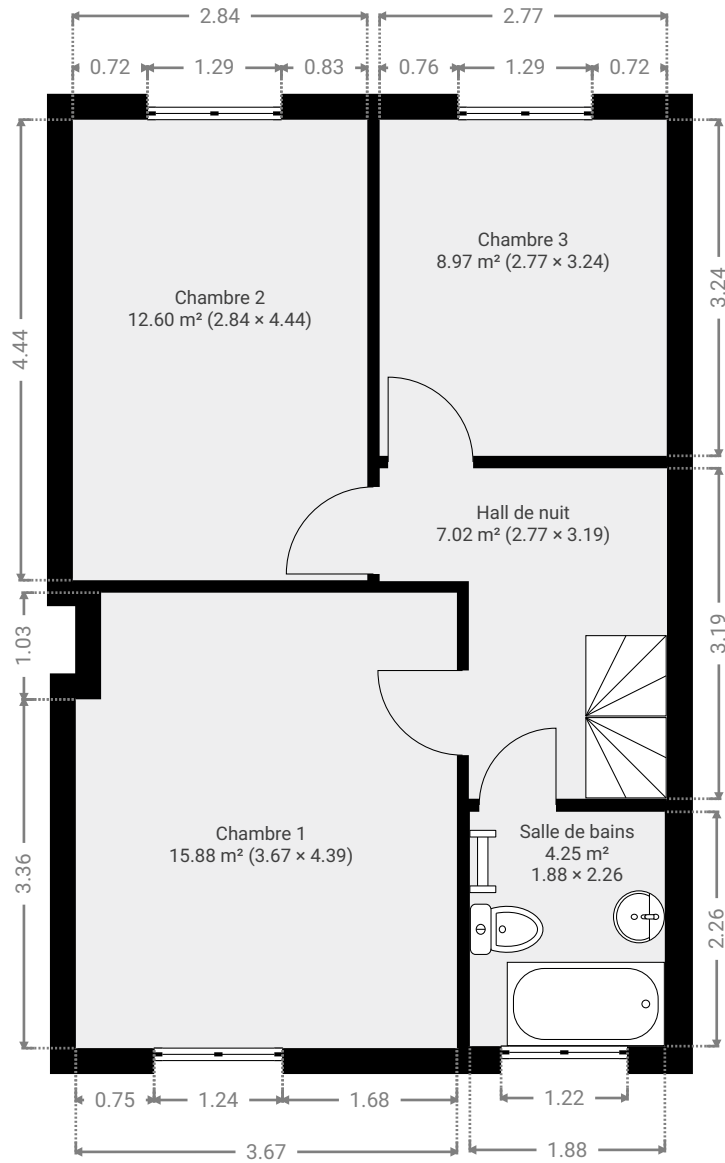 2.84
2.77
0.72
1.29
0.83
0.76
1.29
0.72
Chambre 3
8.97 m² (2.77 × 3.24)
3.24
Chambre 2
12.60 m² (2.84 × 4.44)
4.44
Hall de nuit
7.02 m² (2.77 × 3.19)
1.03
3.19
Chambre 1
15.88 m² (3.67 × 4.39)
Salle de bains
4.25 m²
1.88 × 2.26
3.36
2.26
0.75
1.24
1.68
1.22
3.67
1.88